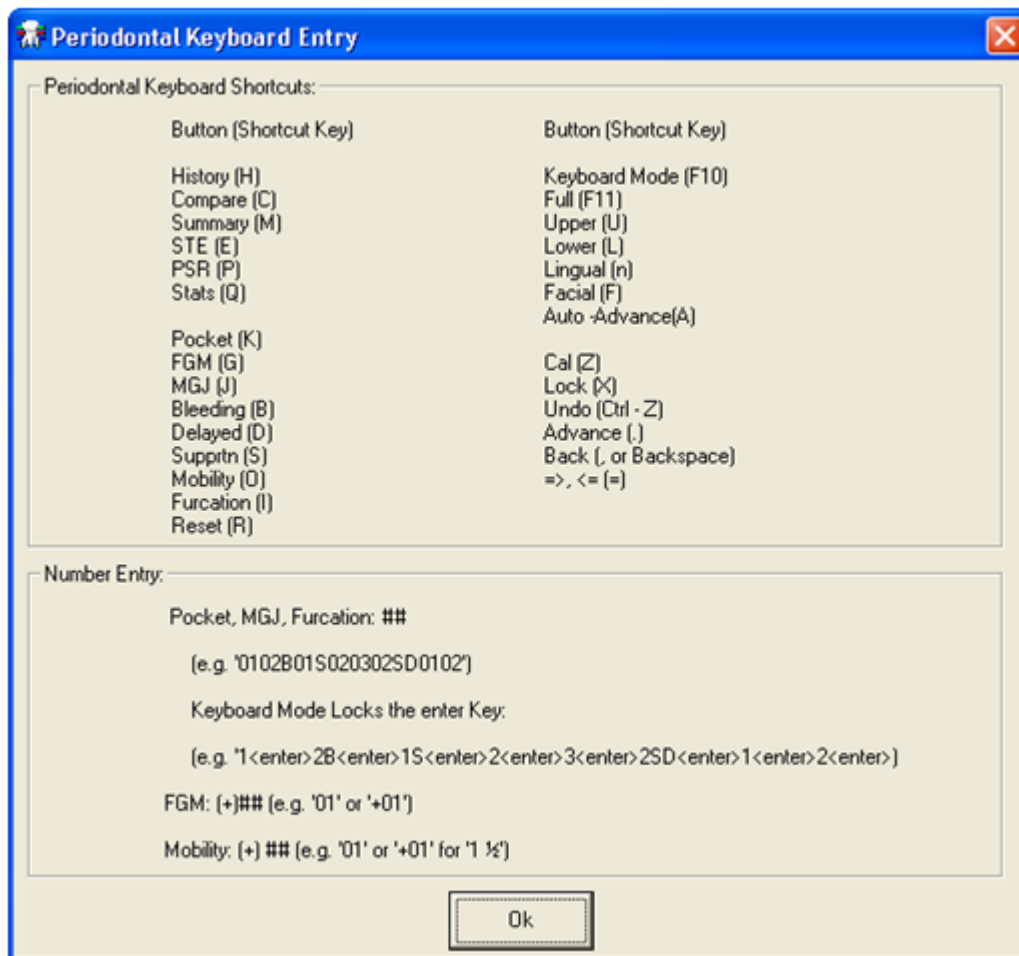 Periodontal Keyboard Entry
Periodontal Keyboard Shortcuts:
Button (Shortcut Key)
History (H)
Compare (C)
Summary (M)
STE (E)
PSR (P)
Stats (Q)
Pocket (K)
FGM (G)
MGJ (J)
Bleeding (B)
Delayed (D)
Supprtn (S)
Mobility (O)
Furcation (I)
Reset (R)
Button (Shortcut Key)
Keyboard Mode (F10)
Full (F11)
Upper (U)
Lower (L)
Lingual (n)
Facial (F)
Auto -Advance(A)
Cal (Z)
Lock (X)
Undo (Ctrl - Z)
Advance (.)
Back (, or Backspace)
=>, <= (=)
Number Entry:
Pocket, MGJ, Furcation: ##
(e.g. '0102B01S020302SD0102')
Keyboard Mode Locks the enter Key:
(e.g. '1<enter>2B<enter>1S<enter>2<enter>3<enter>2SD<enter>1<enter>2<enter>)
FGM: (+)## (e.g. '01' or '+01')
Mobility: (+) ## (e.g. '01' or '+01' for '1 ½')
Ok